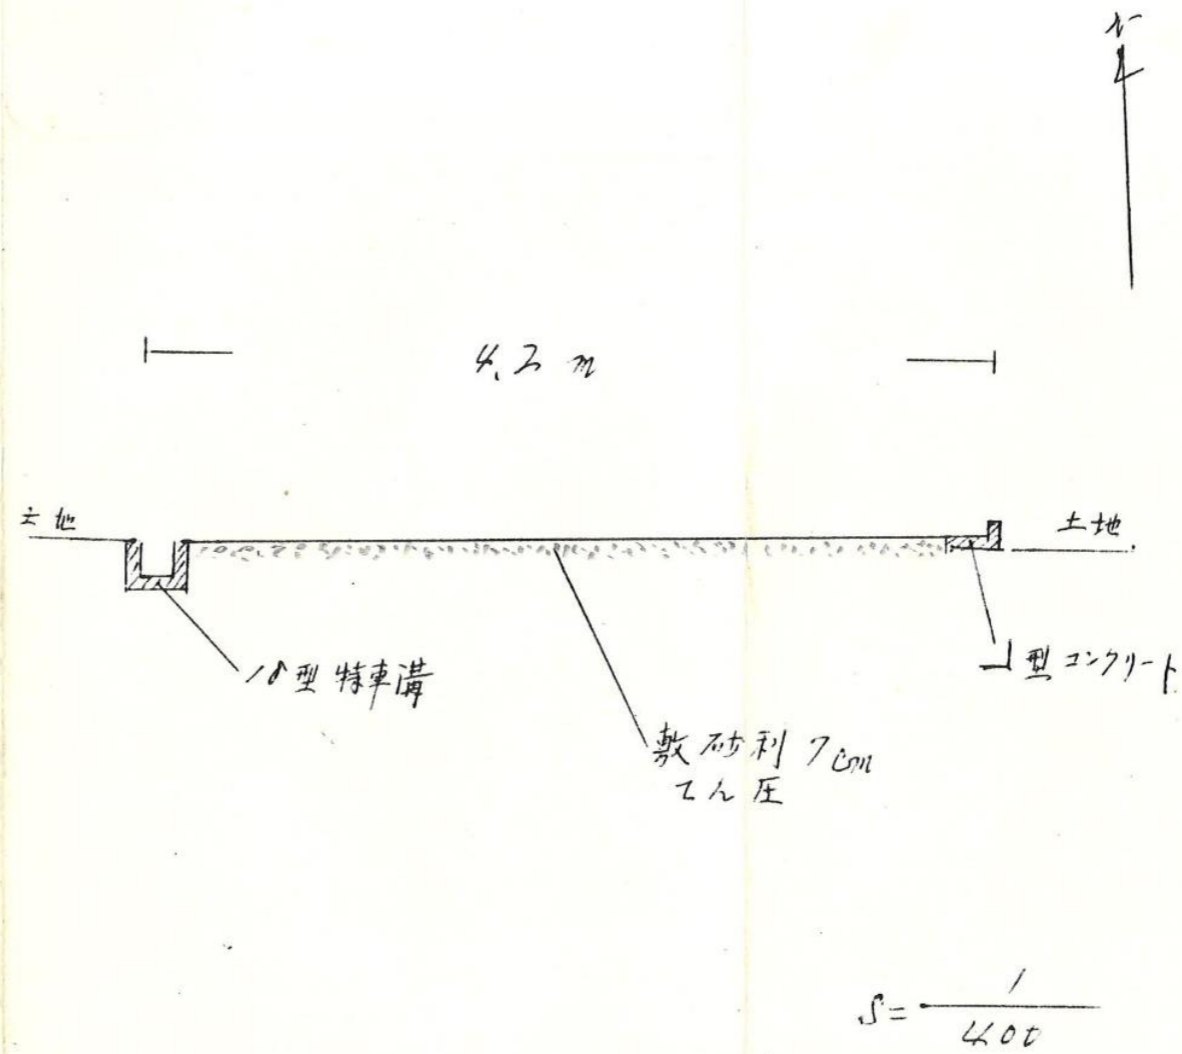 N
4.2 m
土地
土地
18型 特車溝
⅃型 コンクリート
敷砂利 7cm
てん圧
S = 1/400